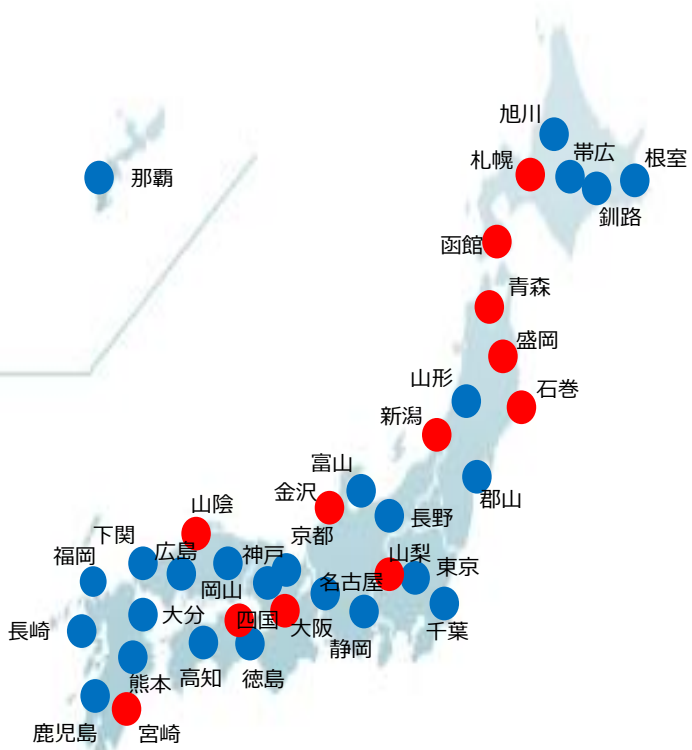 旭川
帯広
札幌
根室
那覇
釧路
函館
青森
盛岡
山形
石巻
新潟
富山
金沢
郡山
山陰
長野
下関
京都
広島
神戸
山梨
福岡
東京
岡山
名古屋
大分
四国
大阪
千葉
長崎
静岡
高知
徳島
熊本
鹿児島
宮崎